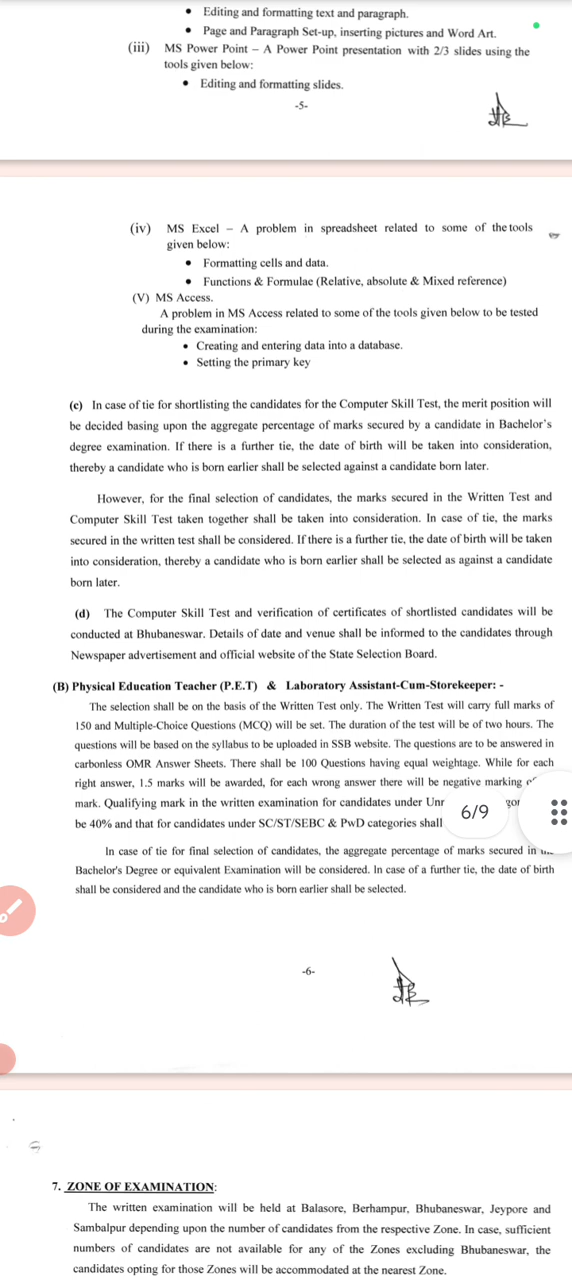 • Editing and formatting text and paragraph.
• Page and Paragraph Set-up, inserting pictures and Word Art.
(iii) MS Power Point – A Power Point presentation with 2/3 slides using the
tools given below:
• Editing and formatting slides.
-5-
(iv) MS Excel – A problem in spreadsheet related to some of the tools
given below:
• Formatting cells and data.
• Functions & Formulae (Relative, absolute & Mixed reference)
(V) MS Access.
A problem in MS Access related to some of the tools given below to be tested
during the examination:
• Creating and entering data into a database.
• Setting the primary key
(c) In case of tie for shortlisting the candidates for the Computer Skill Test, the merit position will
be decided basing upon the aggregate percentage of marks secured by a candidate in Bachelor's
degree examination. If there is a further tie, the date of birth will be taken into consideration,
thereby a candidate who is born earlier shall be selected against a candidate born later.
However, for the final selection of candidates, the marks secured in the Written Test and
Computer Skill Test taken together shall be taken into consideration. In case of tie, the marks
secured in the written test shall be considered. If there is a further tie, the date of birth will be taken
into consideration, thereby a candidate who is born earlier shall be selected as against a candidate
born later.
(d) The Computer Skill Test and verification of certificates of shortlisted candidates will be
conducted at Bhubaneswar. Details of date and venue shall be informed to the candidates through
Newspaper advertisement and official website of the State Selection Board.
(B) Physical Education Teacher (P.E.T) & Laboratory Assistant-Cum-Storekeeper: -
The selection shall be on the basis of the Written Test only. The Written Test will carry full marks of
150 and Multiple-Choice Questions (MCQ) will be set. The duration of the test will be of two hours. The
questions will be based on the syllabus to be uploaded in SSB website. The questions are to be answered in
carbonless OMR Answer Sheets. There shall be 100 Questions having equal weightage. While for each
right answer, 1.5 marks will be awarded, for each wrong answer there will be negative marking
mark. Qualifying mark in the written examination for candidates under
be 40% and that for candidates under SC/ST/SEBC & PwD categories shall
6/9
In case of tie for final selection of candidates, the aggregate percentage of marks secured in
Bachelor's Degree or equivalent Examination will be considered. In case of a further tie, the date of birth
shall be considered and the candidate who is born earlier shall be selected.
-6-
7. ZONE OF EXAMINATION:
The written examination will be held at Balasore, Berhampur, Bhubaneswar, Jeypore and
Sambalpur depending upon the number of candidates from the respective Zone. In case, sufficient
numbers of candidates are not available for any of the Zones excluding Bhubaneswar, the
candidates opting for those Zones will be accommodated at the nearest Zone.